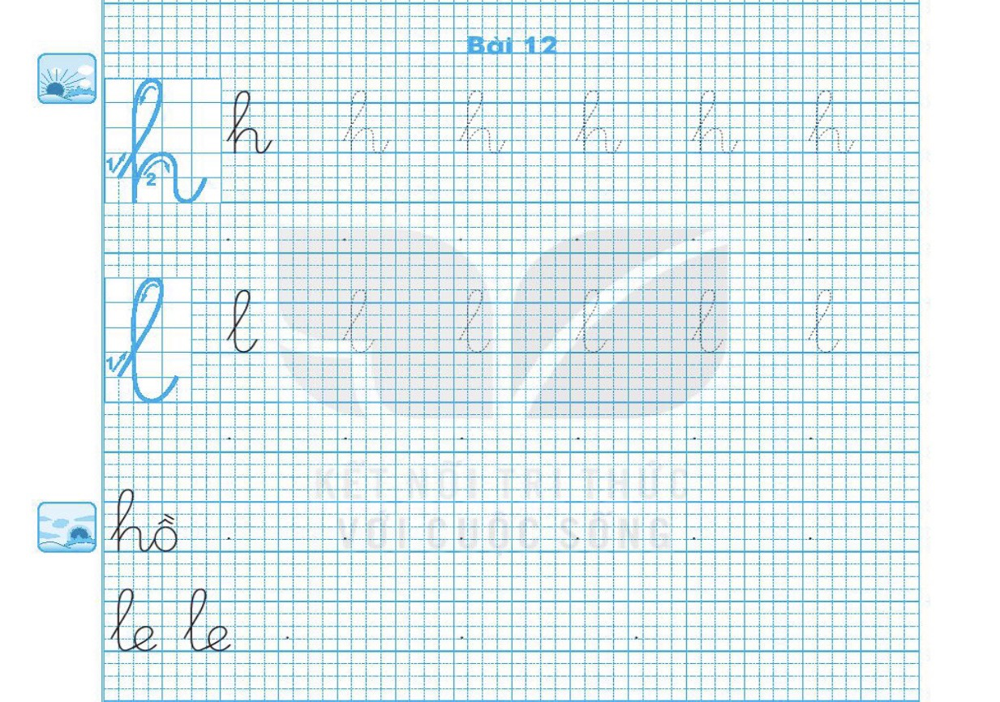 Bài 12
1 2 h h h h h h h
1 l l l l l l l
KẾT NỐI TRI THỨC
VỚI CUỘC SỐNG
hồ
le le